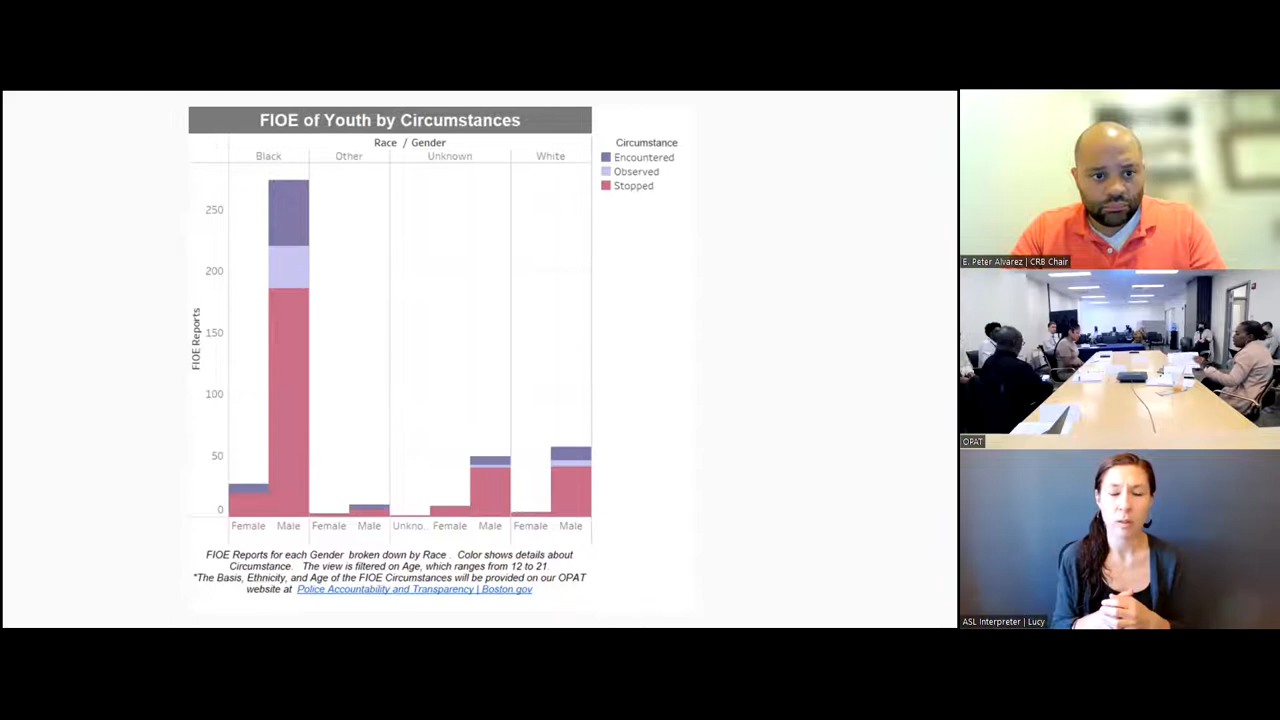 FIOE of Youth by Circumstances
Race / Gender
Black Other Unknown White
Circumstance
Encountered
Observed
Stopped
FIOE Reports
250
200
150
100
50
0
Female Male Female Male Unkno.. Female Male Female Male
FIOE Reports for each Gender broken down by Race . Color shows details about
Circumstance. The view is filtered on Age, which ranges from 12 to 21.
*The Basis, Ethnicity, and Age of the FIOE Circumstances will be provided on our OPAT
website at Police Accountability and Transparency | Boston.gov
E. Peter Alvarez | CRB Chair
OPAT
ASL Interpreter | Lucy